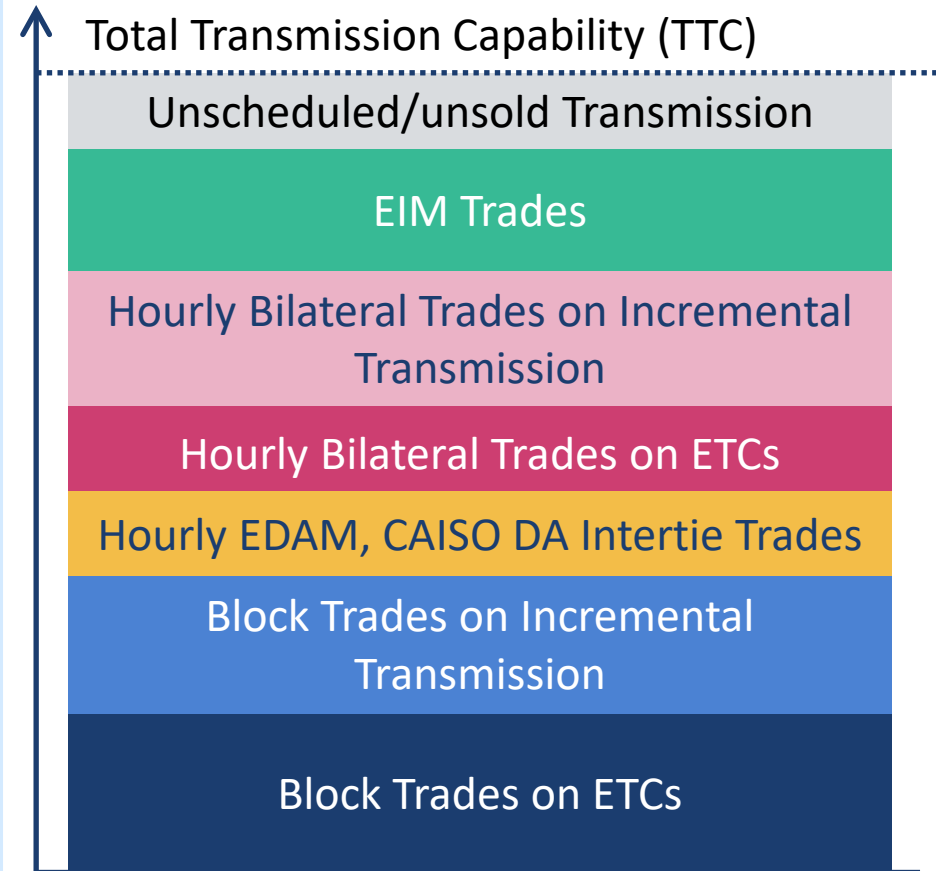 Total Transmission Capability (TTC)
Unscheduled/unsold Transmission
EIM Trades
Hourly Bilateral Trades on Incremental
Transmission
Hourly Bilateral Trades on ETCs
Hourly EDAM, CAISO DA Intertie Trades
Block Trades on Incremental
Transmission
Block Trades on ETCs